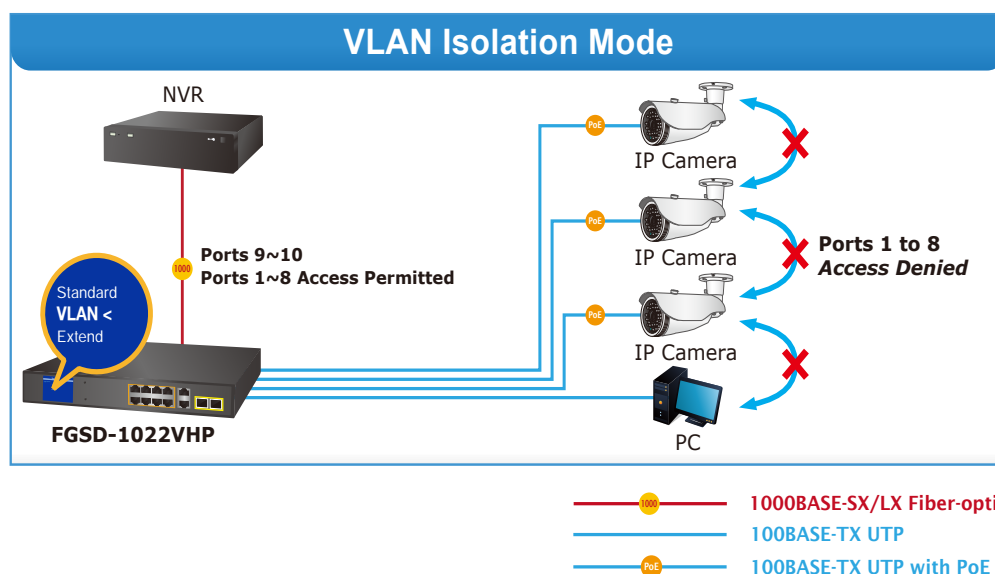 VLAN Isolation Mode
NVR
PoE
IP Camera
PoE
IP Camera
Ports 1 to 8
Access Denied
1000
Ports 9~10
Ports 1~8 Access Permitted
Standard
VLAN <
Extend
PoE
IP Camera
FGSD-1022VHP
PC
1000
1000BASE-SX/LX Fiber-opti
100BASE-TX UTP
PoE
100BASE-TX UTP with PoE